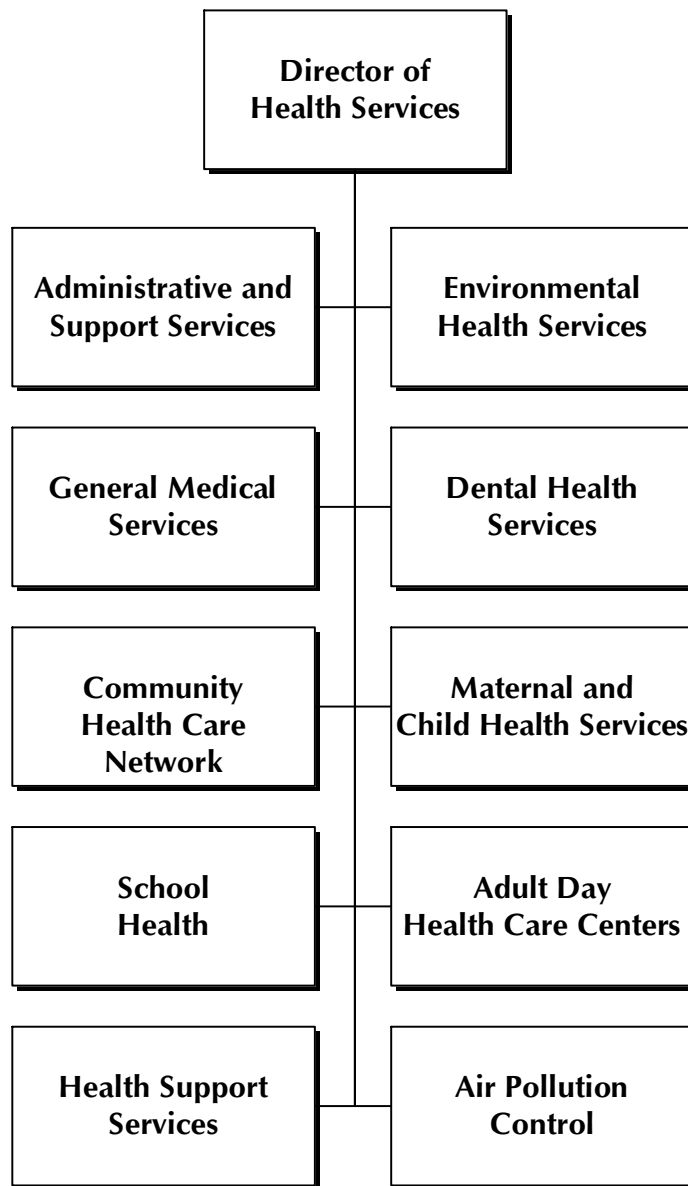 Director of
Health Services
Administrative and
Support Services
Environmental
Health Services
General Medical
Services
Dental Health
Services
Community
Health Care
Network
Maternal and
Child Health Services
School
Health
Adult Day
Health Care Centers
Health Support
Services
Air Pollution
Control